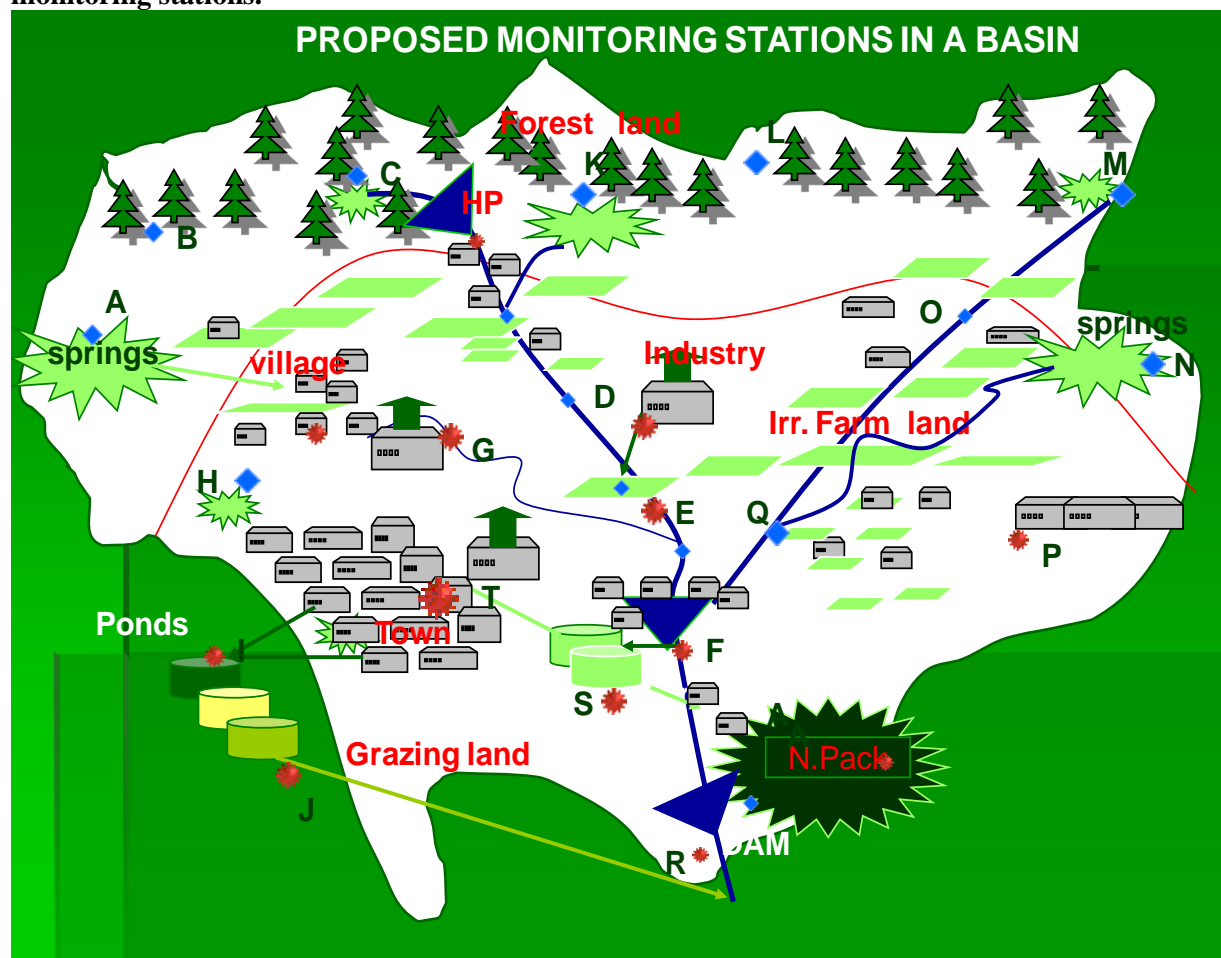 monitoring stations.
PROPOSED MONITORING STATIONS IN A BASIN
Forest land
L
K
M
C
HP
B
A
O
springs
springs
Industry
village
N
D
Irr. Farm land
G
H
E
Q
P
T
Ponds
Town
I
F
S
A
A
Grazing land
N.Pack
J
R
DAM